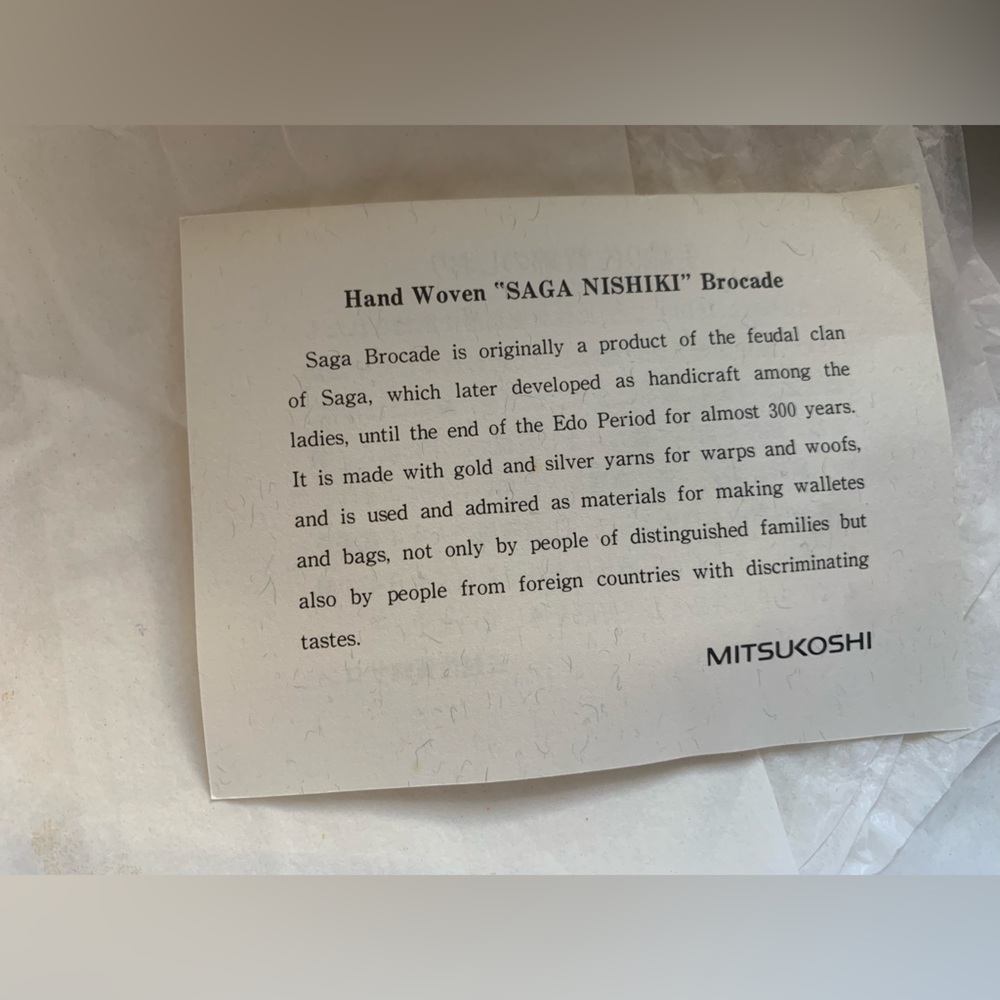 Hand Woven "SAGA NISHIKI" Brocade
Saga Brocade is originally a product of the feudal clan
of Saga, which later developed as handicraft among the
ladies, until the end of the Edo Period for almost 300 years.
It is made with gold and silver yarns for warps and woofs,
and is used and admired as materials for making walletes
and bags, not only by people of distinguished families but
also by people from foreign countries with discriminating
tastes.
MITSUKOSHI